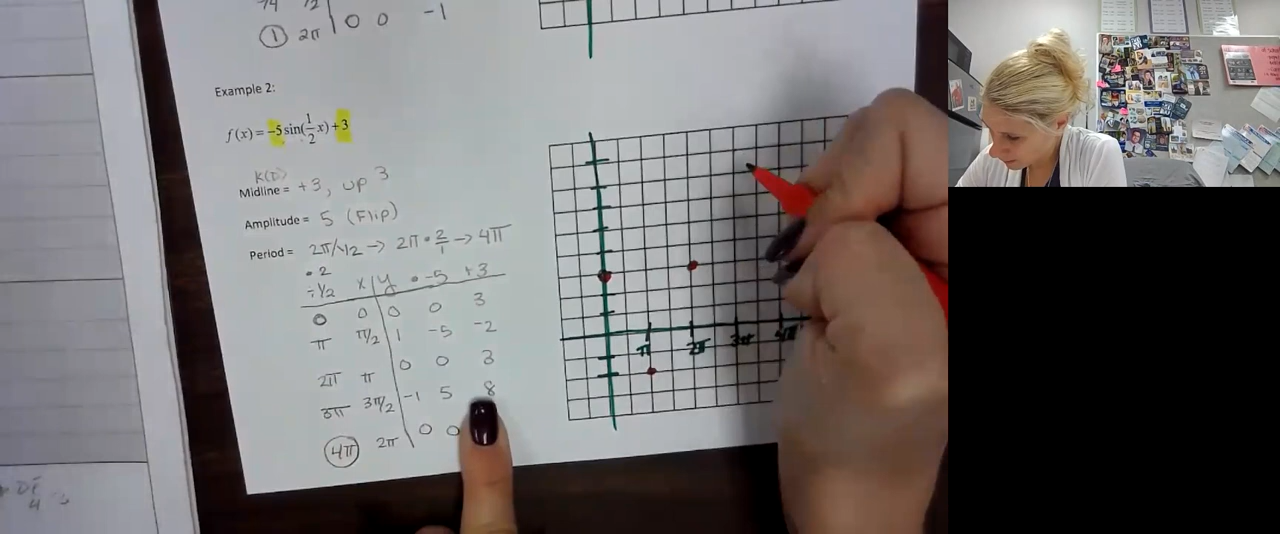 ① 2π 0 0 -1
Example 2:
f(x) = -5 sin(1/2 x) + 3
K(D)
Midline = +3, up 3
Amplitude = 5 (Flip)
Period = 2π/1/2 → 2π • 2/1 → 4π
• 2
÷ 1/2 x y • -5 +3
0 0 0 0 3
π π/2 1 -5 -2
2π π 0 0 3
3π 3π/2 -1 5 8
4π 2π 0 0
π 2π 3π 4π